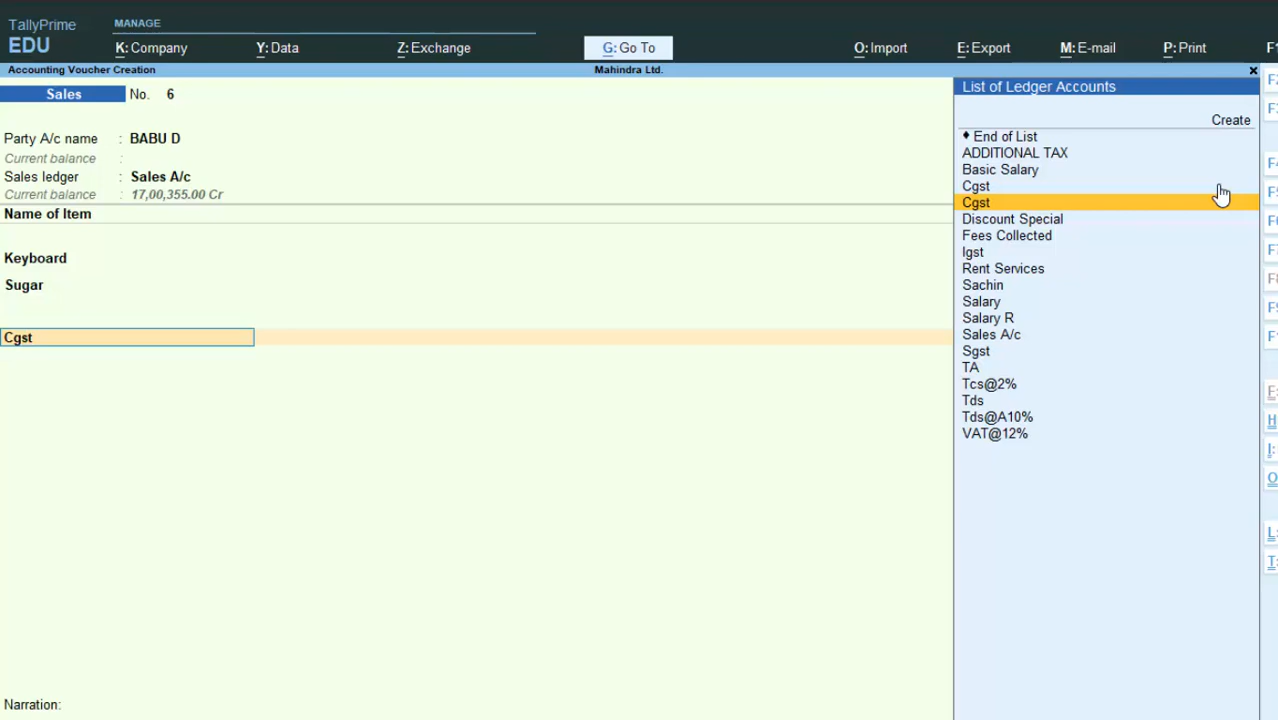 TallyPrime
EDU
MANAGE
K: Company
Y: Data
Z: Exchange
G: Go To
O: Import
E: Export
M: E-mail
P: Print
Accounting Voucher Creation
Mahindra Ltd.
Sales No. 6
Party A/c name : BABU D
Current balance :
Sales ledger : Sales A/c
Current balance : 17,00,355.00 Cr
Name of Item
Keyboard
Sugar
Cgst
Narration:
List of Ledger Accounts
Create
♦ End of List
ADDITIONAL TAX
Basic Salary
Cgst
Cgst
Discount Special
Fees Collected
Igst
Rent Services
Sachin
Salary
Salary R
Sales A/c
Sgst
TA
Tcs@2%
Tds
Tds@A10%
VAT@12%